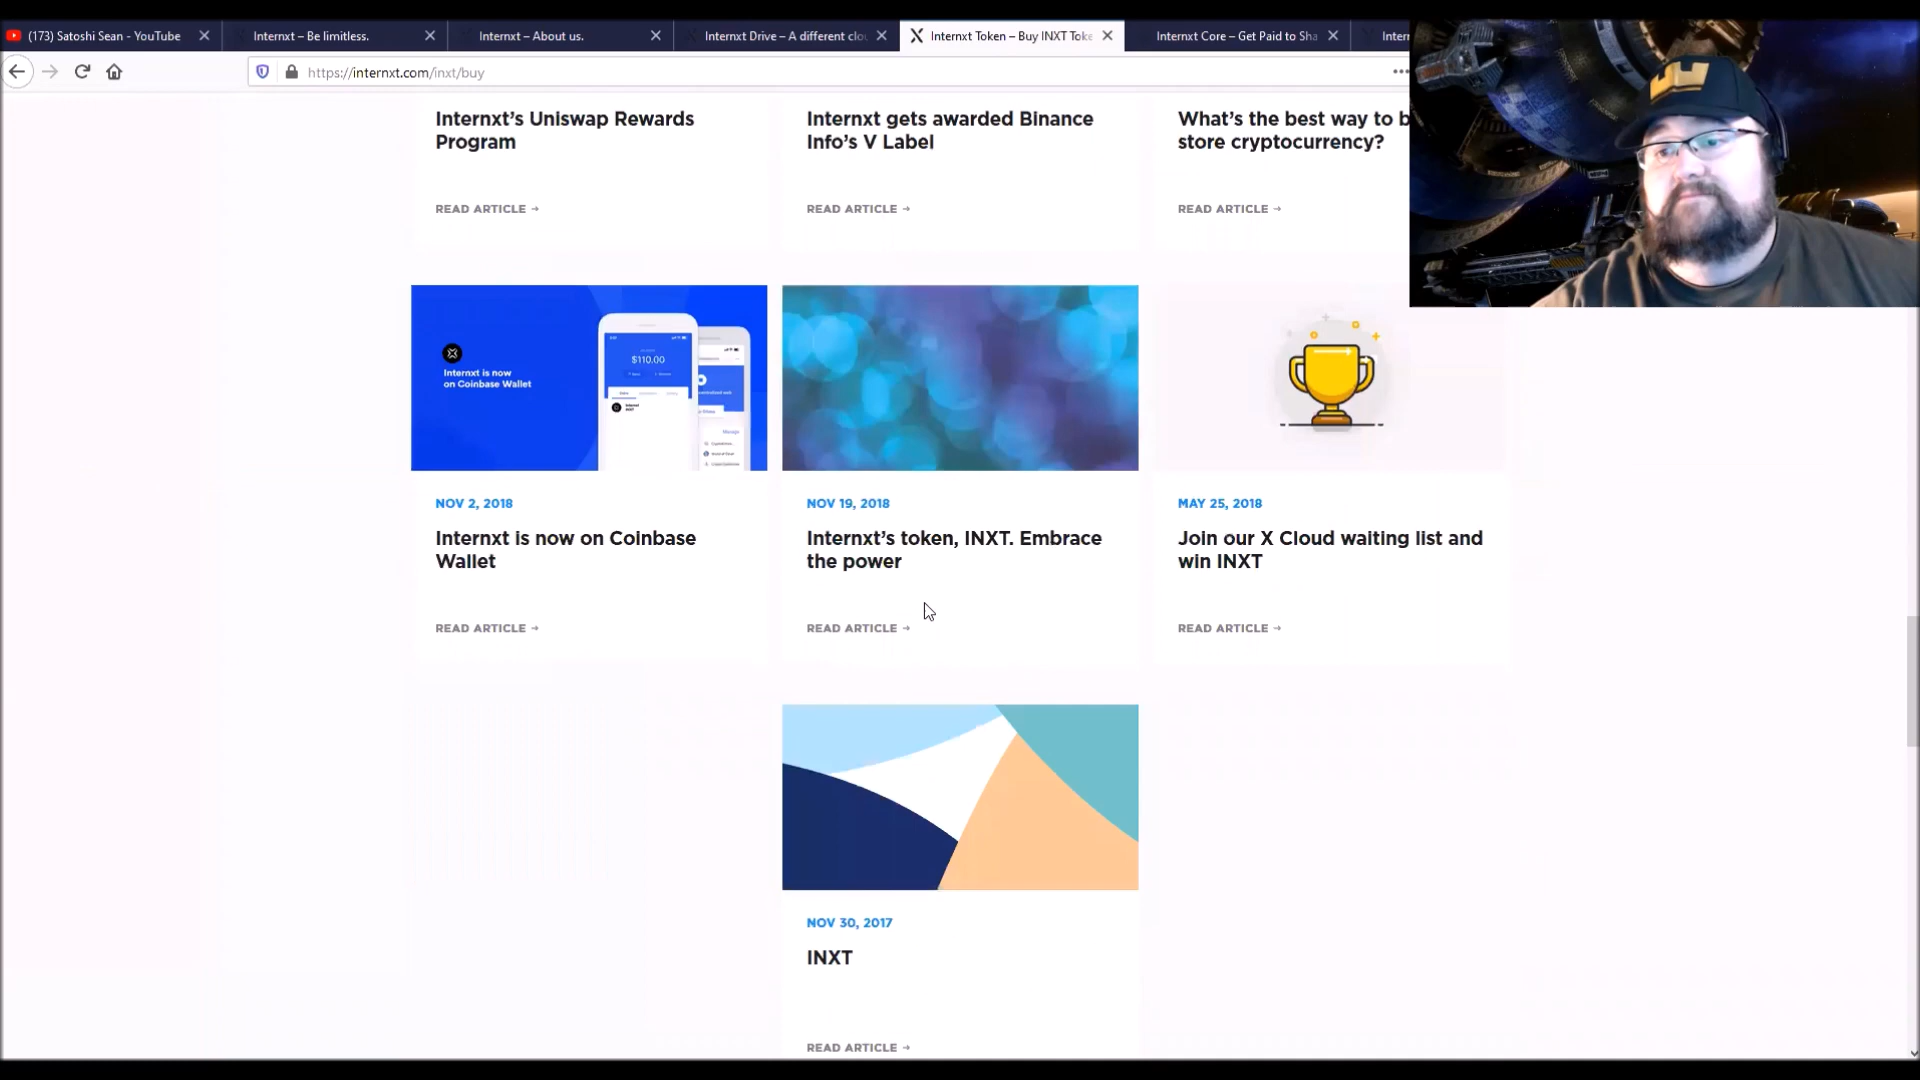 (173) Satoshi Sean - YouTube
Internxt – Be limitless.
Internxt – About us.
Internxt Drive – A different clo
Internxt Token – Buy INXT Toke
Internxt Core – Get Paid to Sha
Intern
https://internxt.com/inxt/buy
Internxt’s Uniswap Rewards
Program
READ ARTICLE →
Internxt gets awarded Binance
Info’s V Label
READ ARTICLE →
What’s the best way to b
store cryptocurrency?
READ ARTICLE →
Internxt is now
on Coinbase Wallet
$110.00
NOV 2, 2018
Internxt is now on Coinbase
Wallet
READ ARTICLE →
NOV 19, 2018
Internxt’s token, INXT. Embrace
the power
READ ARTICLE →
MAY 25, 2018
Join our X Cloud waiting list and
win INXT
READ ARTICLE →
NOV 30, 2017
INXT
READ ARTICLE →